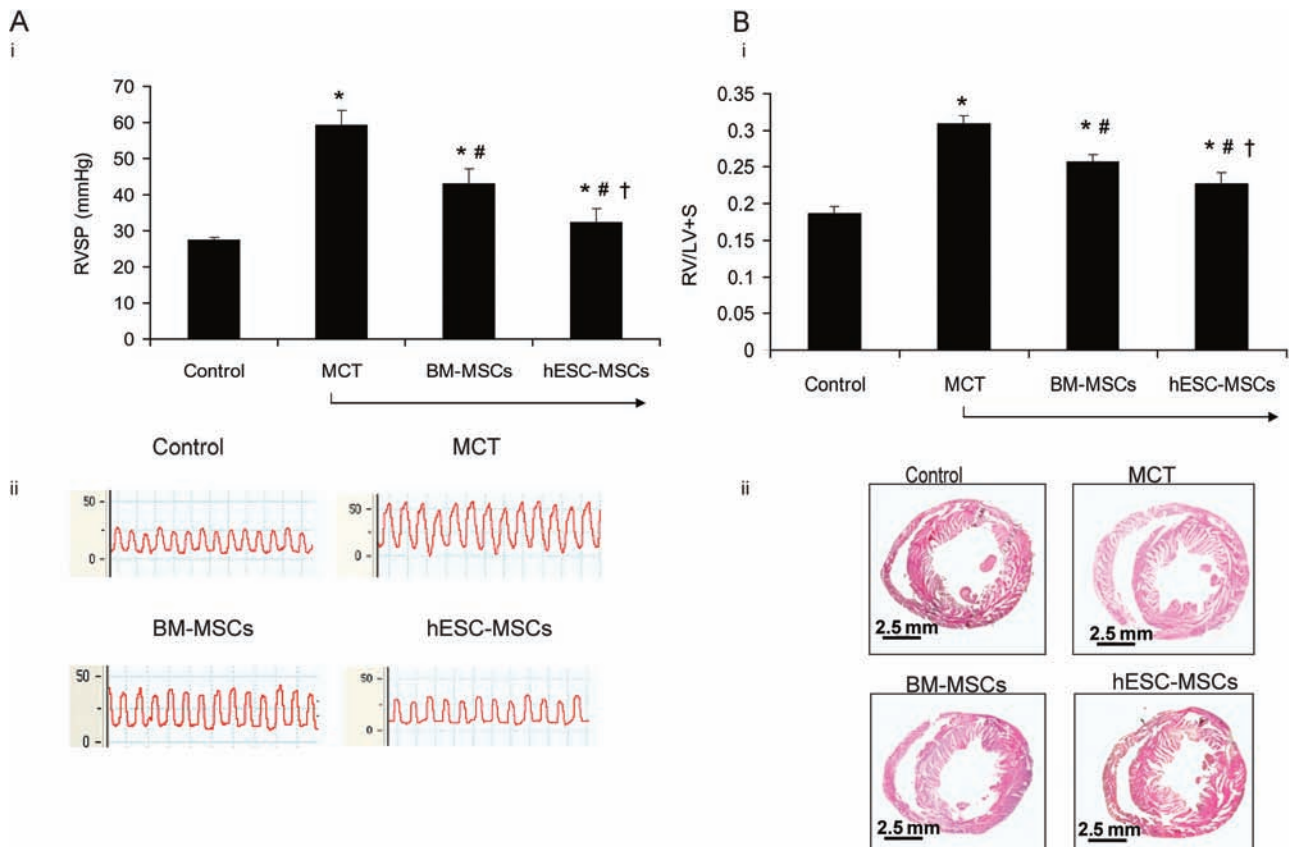 A
i
RVSP (mmHg)
70
60
50
40
30
20
10
0
*
* #
* # †
Control MCT BM-MSCs hESC-MSCs
B
i
RV/LV+S
0.35
0.3
0.25
0.2
0.15
0.1
0.05
0
*
* #
* # †
Control MCT BM-MSCs hESC-MSCs
ii
Control MCT
50
0
50
0
BM-MSCs hESC-MSCs
50
0
50
0
ii
Control MCT
2.5 mm 2.5 mm
BM-MSCs hESC-MSCs
2.5 mm 2.5 mm